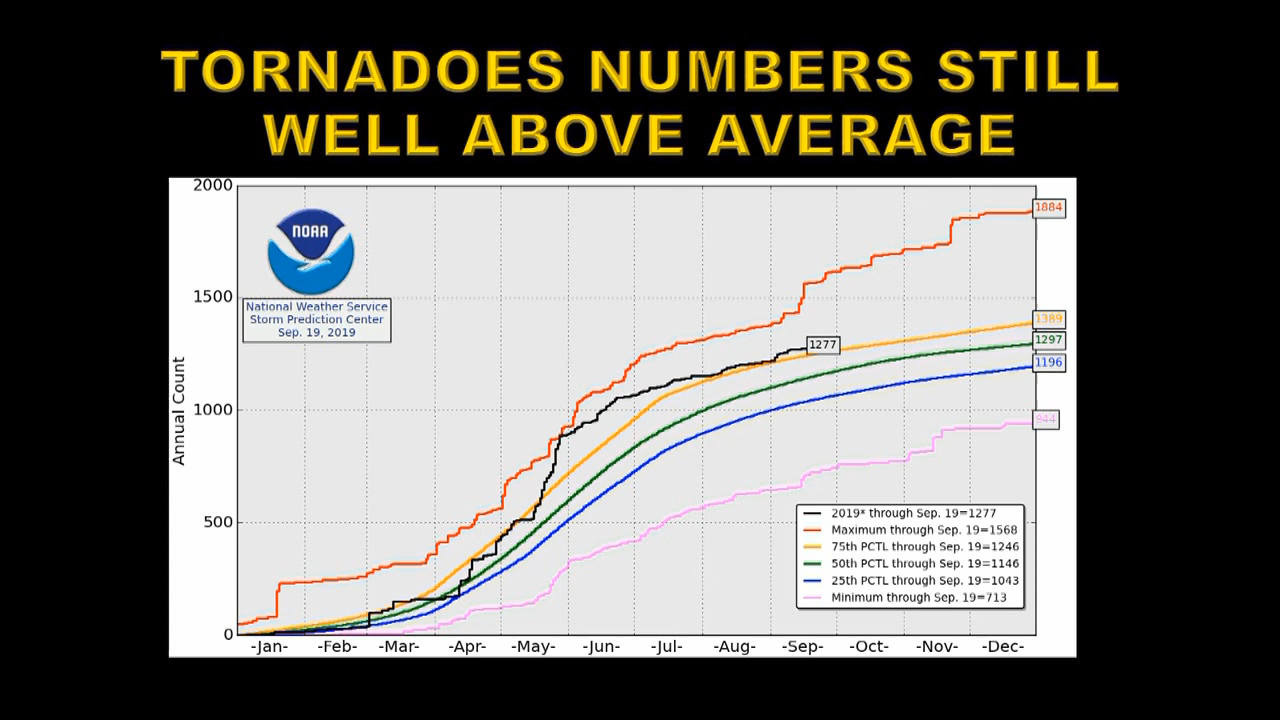 TORNADOES NUMBERS STILL
WELL ABOVE AVERAGE
2000
1500
1000
500
0
Annual Count
NOAA
National Weather Service
Storm Prediction Center
Sep. 19, 2019
1884
1389
1297
1196
944
1277
2019* through Sep. 19=1277
Maximum through Sep. 19=1568
75th PCTL through Sep. 19=1246
50th PCTL through Sep. 19=1146
25th PCTL through Sep. 19=1043
Minimum through Sep. 19=713
-Jan- -Feb- -Mar- -Apr- -May- -Jun- -Jul- -Aug- -Sep- -Oct- -Nov- -Dec-